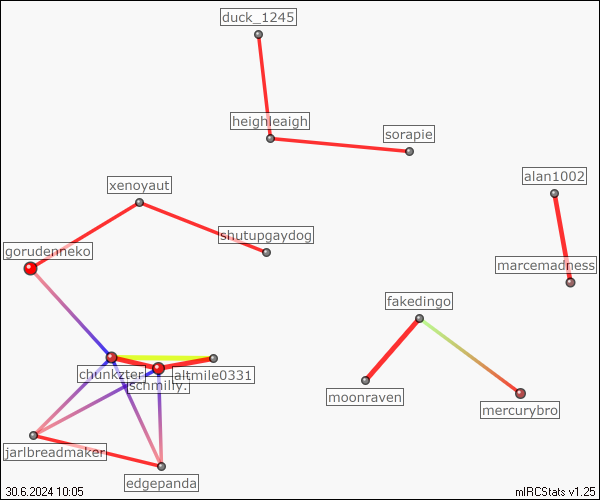 duck_1245
heighleaigh
sorapie
alan1002
xenoyaut
shutupgaydog
gorudenneko
marcemadness
fakedingo
chunkzter
schmilly.
altmile0331
moonraven
mercurybro
jarlbreadmaker
edgepanda
30.6.2024 10:05
mIRCStats v1.25